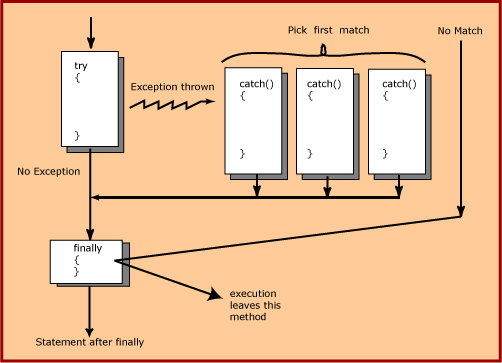 Pick first match
No Match
try
{
}
Exception thrown
catch()
{
}
catch()
{
}
catch()
{
}
No Exception
finally
{
}
execution
leaves this
method
Statement after finally